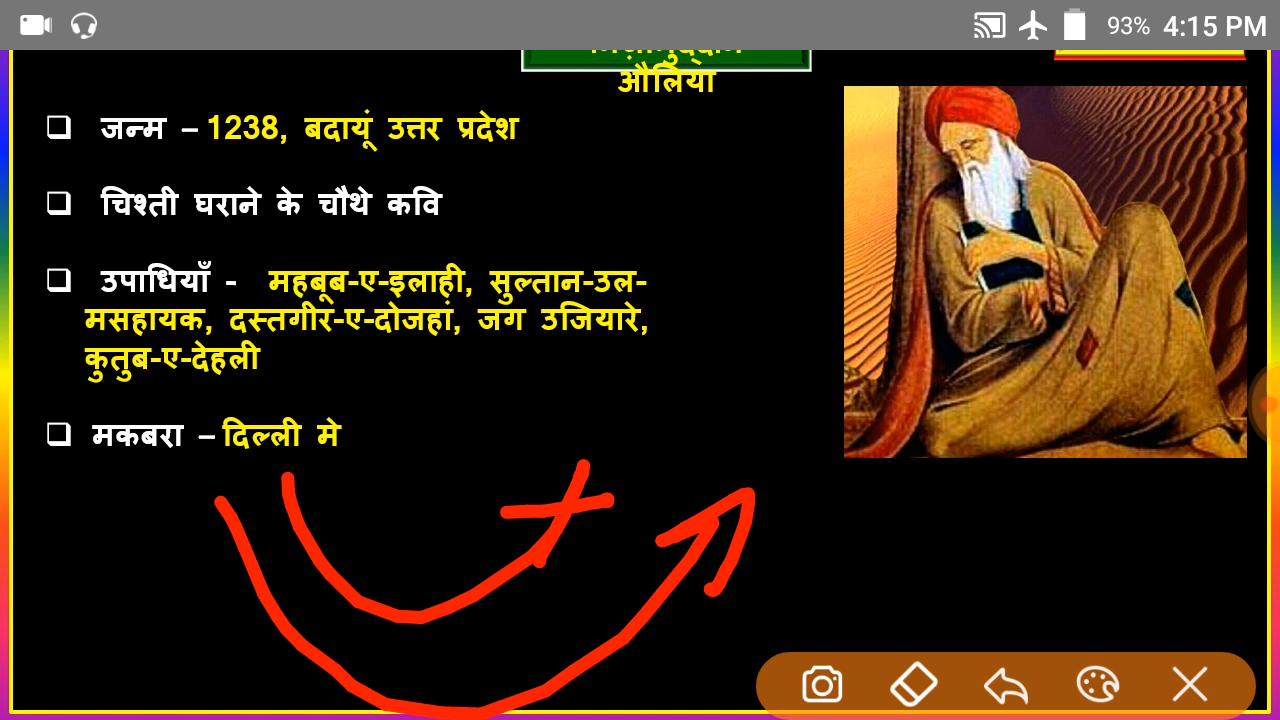 93% 4:15 PM
औलिया
❑ जन्म – 1238, बदायूं उत्तर प्रदेश
❑ चिश्ती घराने के चौथे कवि
❑ उपाधियाँ - महबूब-ए-इलाही, सुल्तान-उल-
मसहायक, दस्तगीर-ए-दोजहां, जग उजियारे,
कुतुब-ए-देहली
❑ मकबरा – दिल्ली मे